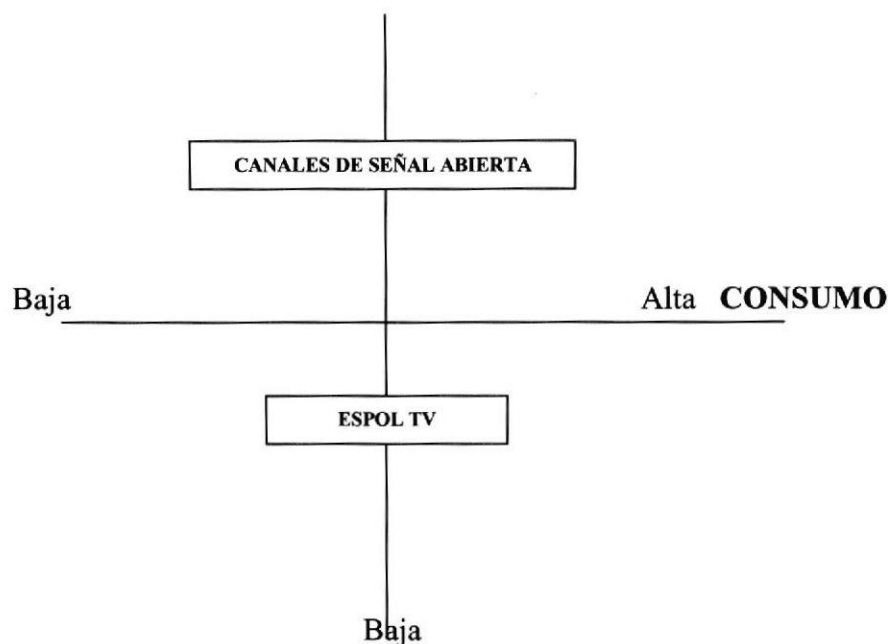 CANALES DE SEÑAL ABIERTA
Baja
Alta CONSUMO
ESPOL TV
Baja